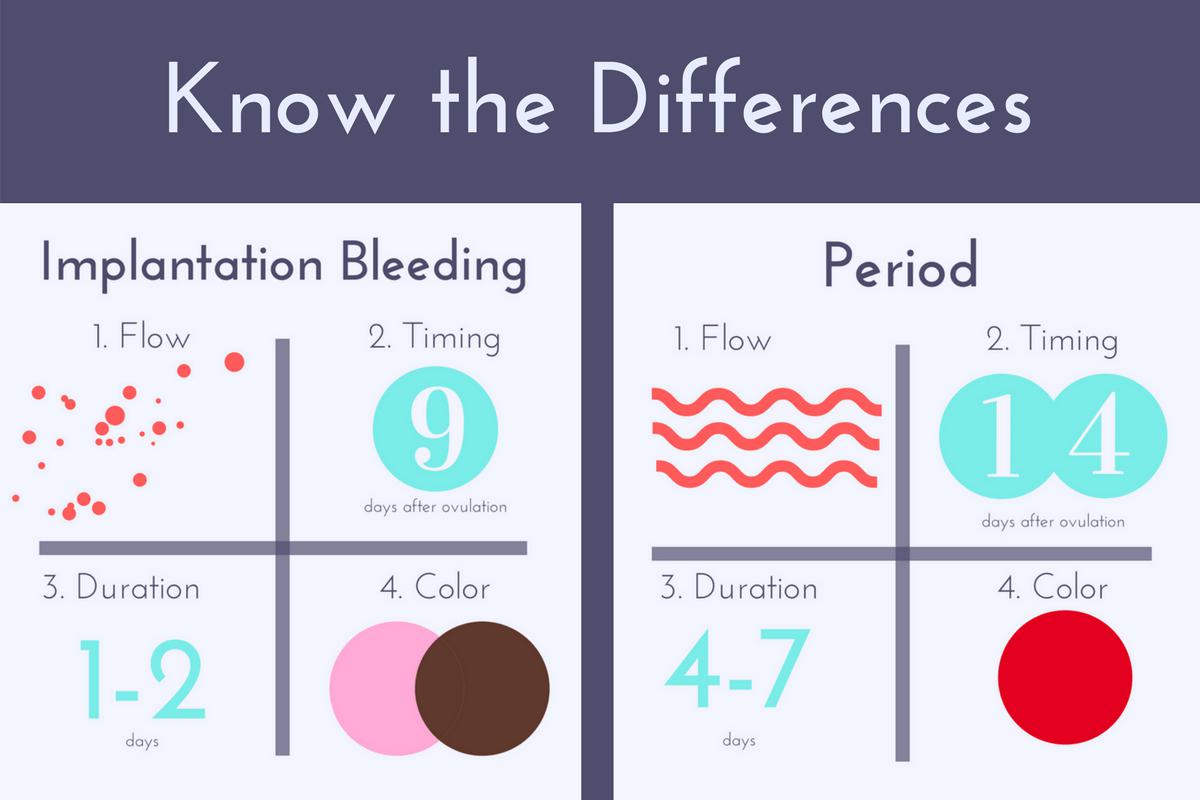 Know the Differences
Implantation Bleeding
1. Flow
2. Timing
9
days after ovulation
3. Duration
1-2
days
4. Color
Period
1. Flow
2. Timing
14
days after ovulation
3. Duration
4-7
days
4. Color